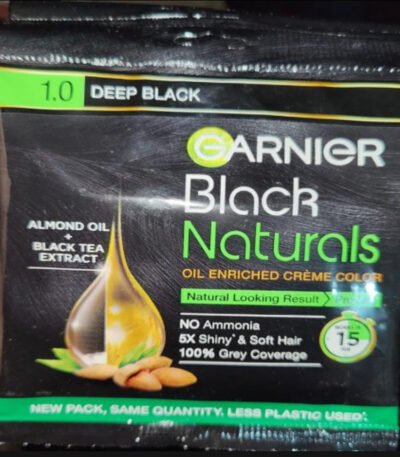 1.0 DEEP BLACK
GARNIER
Black
Naturals
OIL ENRICHED CRÈME COLOR
ALMOND OIL
+
BLACK TEA
EXTRACT
Natural Looking Result
NO Ammonia
5X Shiny* & Soft Hair
100% Grey Coverage
15
NEW PACK, SAME QUANTITY. LESS PLASTIC USED